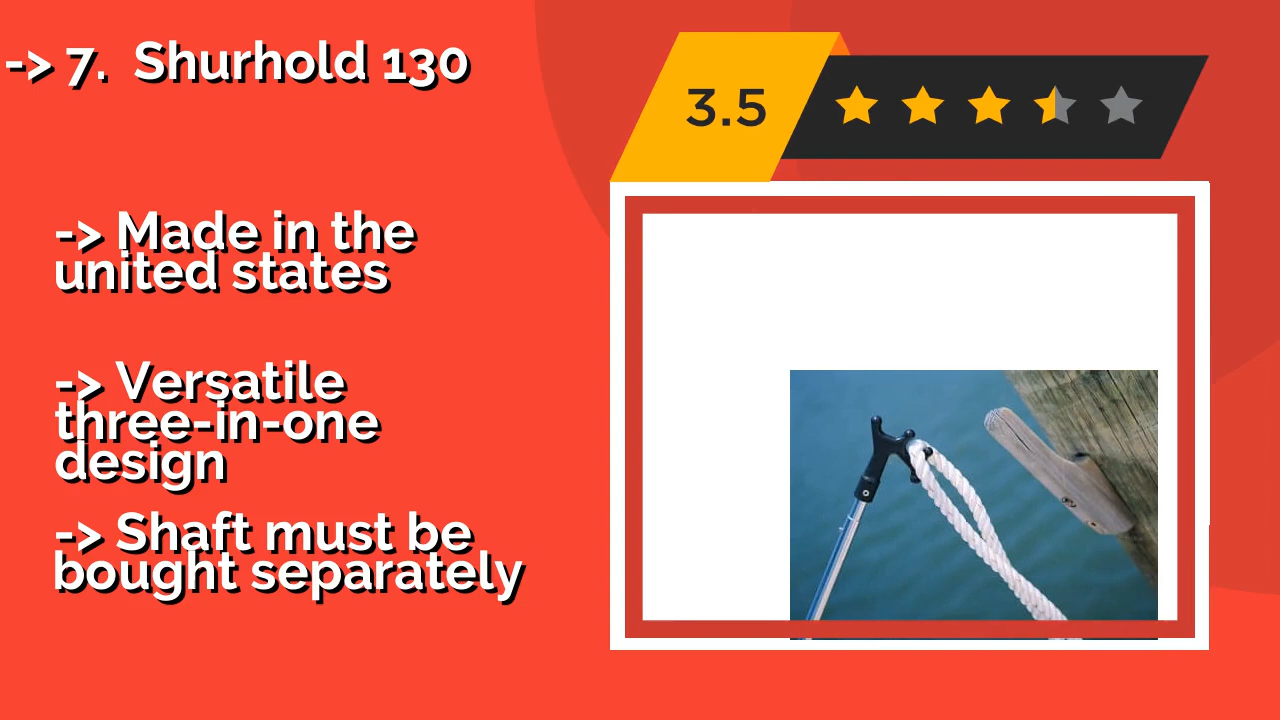 -> 7.  Shurhold 130
3.5
-> Made in the
united states
-> Versatile
three-in-one
design
-> Shaft must be
bought separately